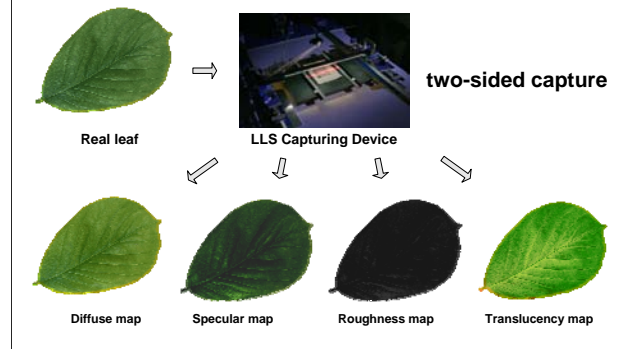 two-sided capture
Real leaf
LLS Capturing Device
Diffuse map
Specular map
Roughness map
Translucency map